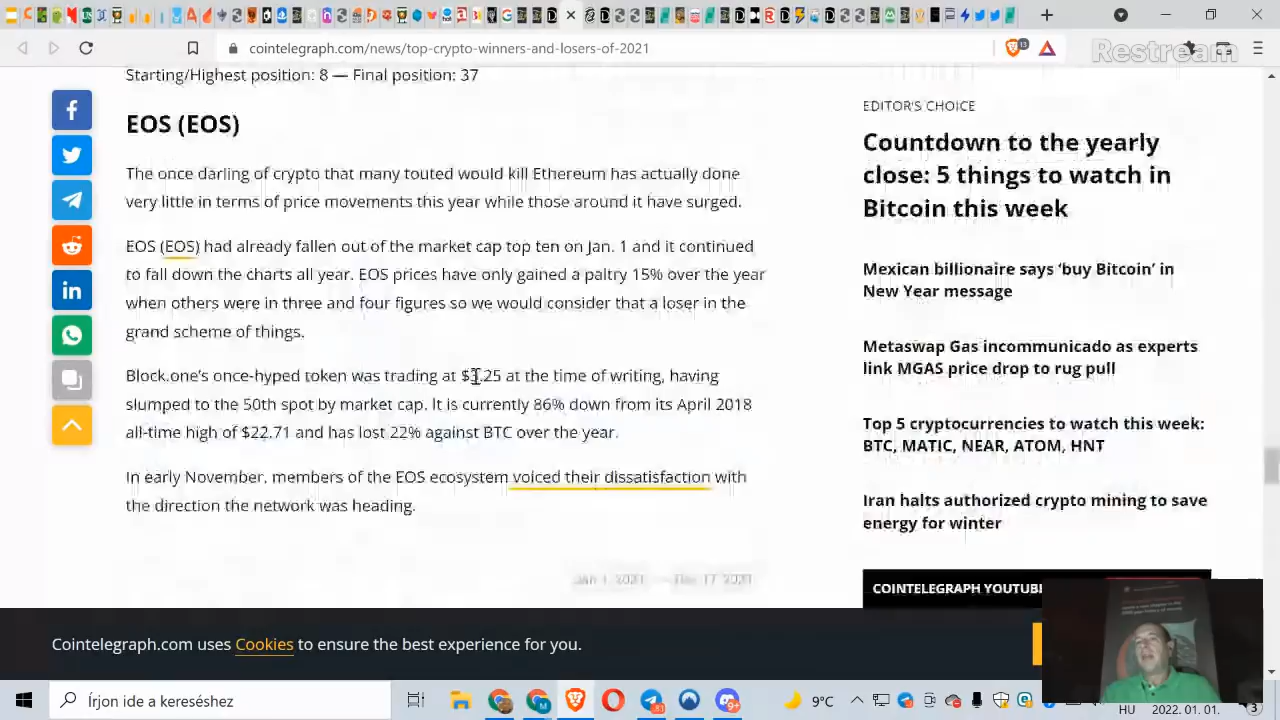 cointelegraph.com/news/top-crypto-winners-and-losers-of-2021
13
Restream
Starting/Highest position: 8 — Final position: 37
EOS (EOS)
The once darling of crypto that many touted would kill Ethereum has actually done
very little in terms of price movements this year while those around it have surged.
EOS (EOS) had already fallen out of the market cap top ten on Jan. 1 and it continued
to fall down the charts all year. EOS prices have only gained a paltry 15% over the year
when others were in three and four figures so we would consider that a loser in the
grand scheme of things.
Block.one's once-hyped token was trading at $3.25 at the time of writing, having
slumped to the 50th spot by market cap. It is currently 86% down from its April 2018
all-time high of $22.71 and has lost 22% against BTC over the year.
In early November, members of the EOS ecosystem voiced their dissatisfaction with
the direction the network was heading.
Jan 1, 2021 — Dec 17 2021
EDITOR'S CHOICE
Countdown to the yearly
close: 5 things to watch in
Bitcoin this week
Mexican billionaire says ‘buy Bitcoin’ in
New Year message
Metaswap Gas incommunicado as experts
link MGAS price drop to rug pull
Top 5 cryptocurrencies to watch this week:
BTC, MATIC, NEAR, ATOM, HNT
Iran halts authorized crypto mining to save
energy for winter
COINTELEGRAPH YOUTUBE
Cointelegraph.com uses Cookies to ensure the best experience for you.
Írjon ide a kereséshez
9°C
HU
2022. 01. 01.